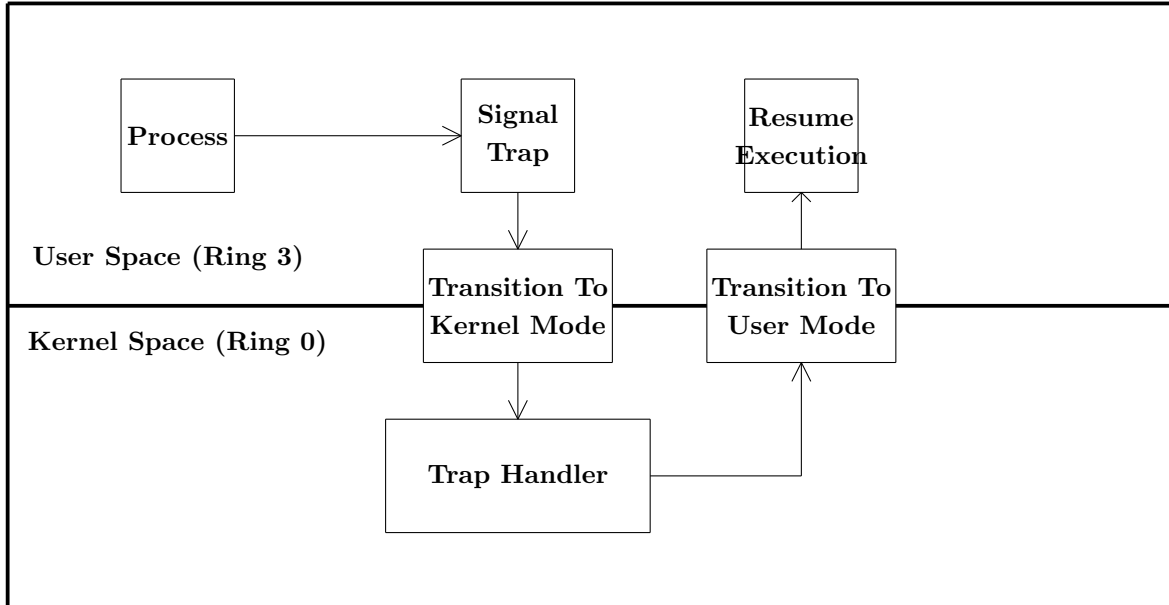 Process
Signal
Trap
Resume
Execution
User Space (Ring 3)
Transition To
Kernel Mode
Transition To
User Mode
Kernel Space (Ring 0)
Trap Handler